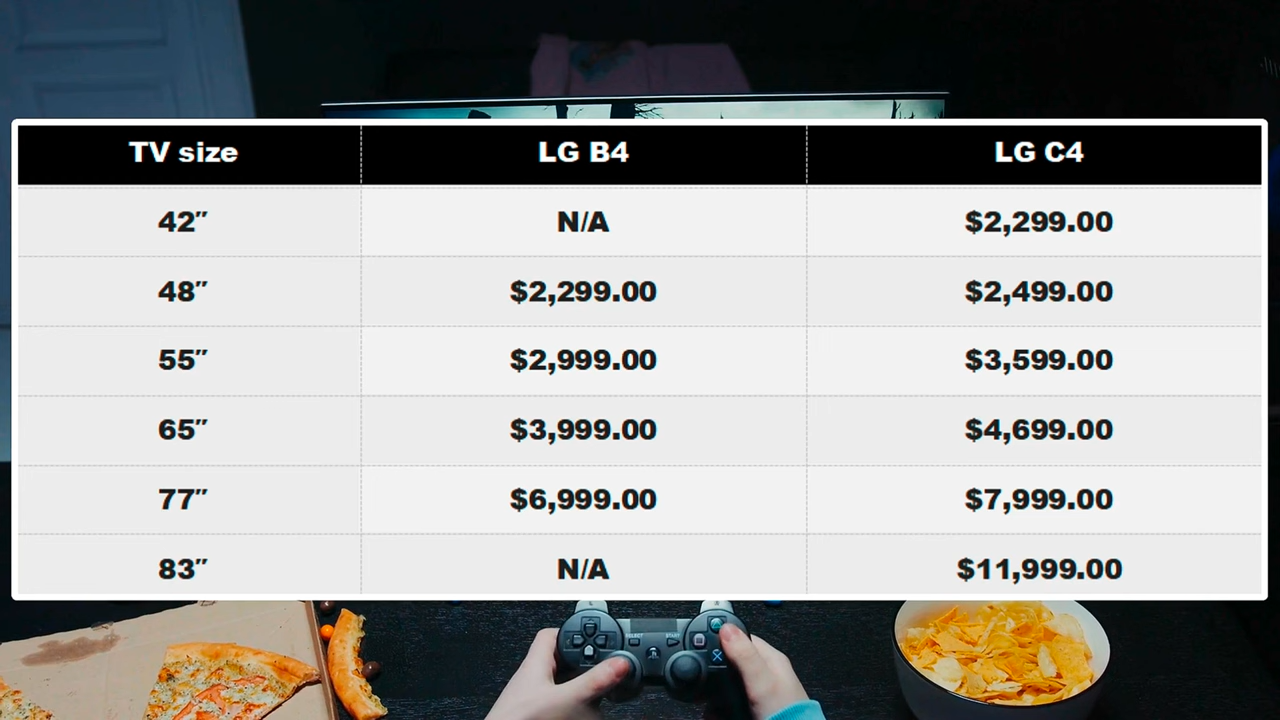 TV size LG B4 LG C4
42″ N/A $2,299.00
48″ $2,299.00 $2,499.00
55″ $2,999.00 $3,599.00
65″ $3,999.00 $4,699.00
77″ $6,999.00 $7,999.00
83″ N/A $11,999.00
SELECT START